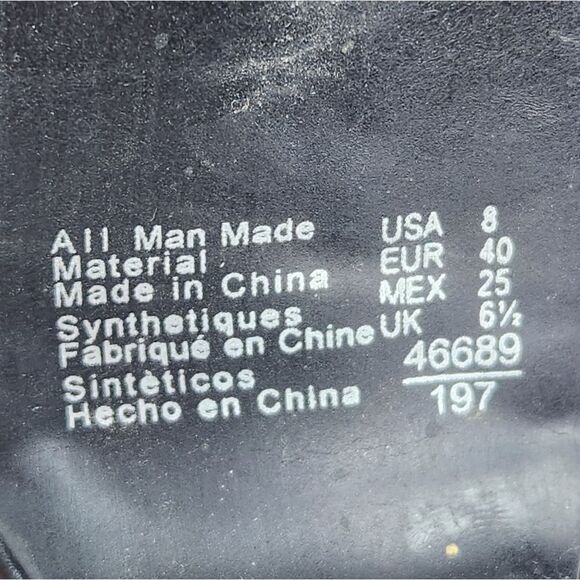 All Man Made
Material
Made in China
Synthetiques
Fabriqué en Chine
Sintèticos
Hecho en China
USA 8
EUR 40
MEX 25
UK 6½
46689
197